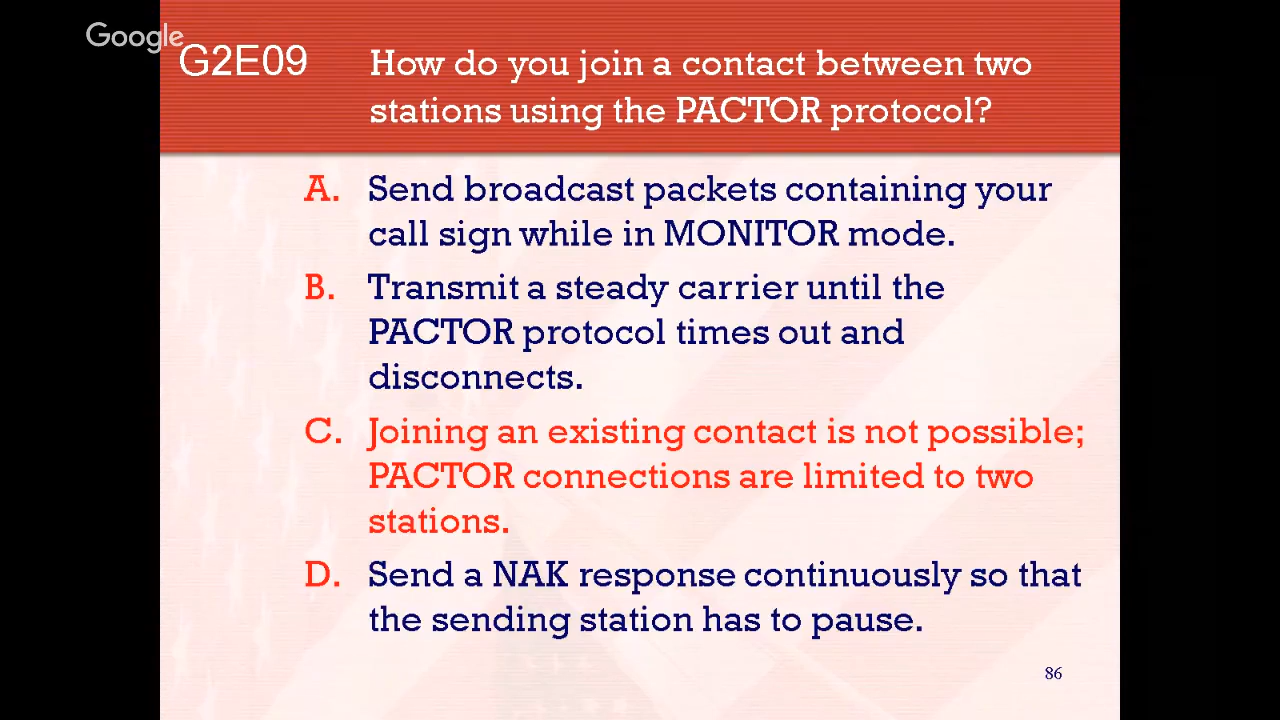 Google
G2E09
How do you join a contact between two
stations using the PACTOR protocol?
A. Send broadcast packets containing your
call sign while in MONITOR mode.
B. Transmit a steady carrier until the
PACTOR protocol times out and
disconnects.
C. Joining an existing contact is not possible;
PACTOR connections are limited to two
stations.
D. Send a NAK response continuously so that
the sending station has to pause.
86